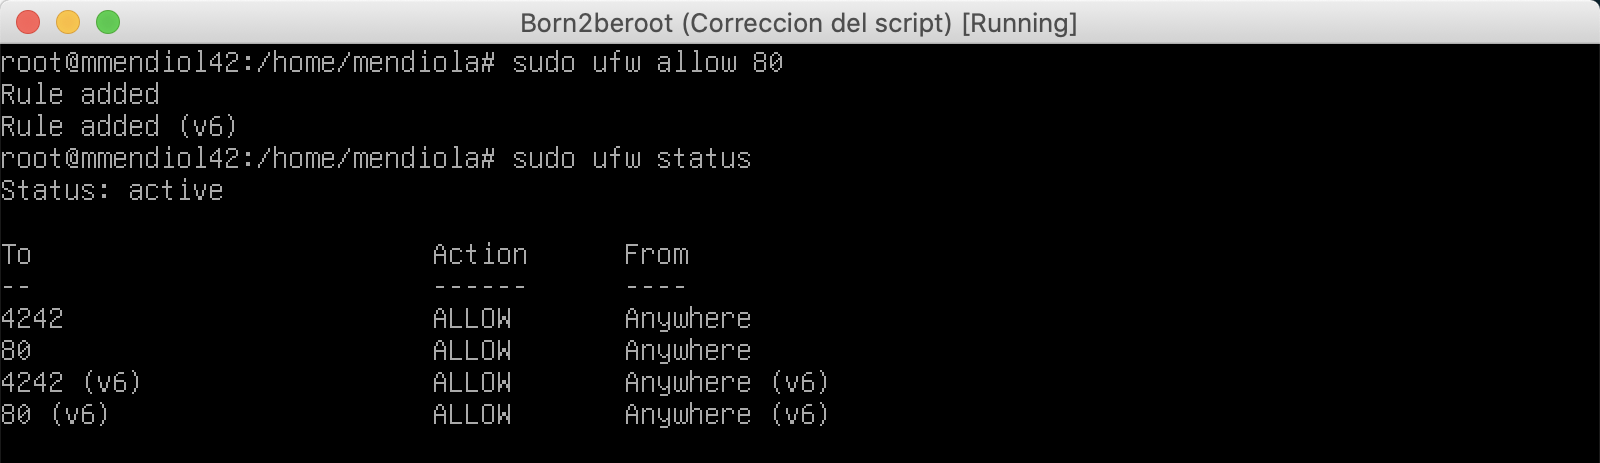 Born2beroot (Correccion del script) [Running]
root@mmendiol42:/home/mendiola# sudo ufw allow 80
Rule added
Rule added (v6)
root@mmendiol42:/home/mendiola# sudo ufw status
Status: active
To Action From
-- ------ ----
4242 ALLOW Anywhere
80 ALLOW Anywhere
4242 (v6) ALLOW Anywhere (v6)
80 (v6) ALLOW Anywhere (v6)